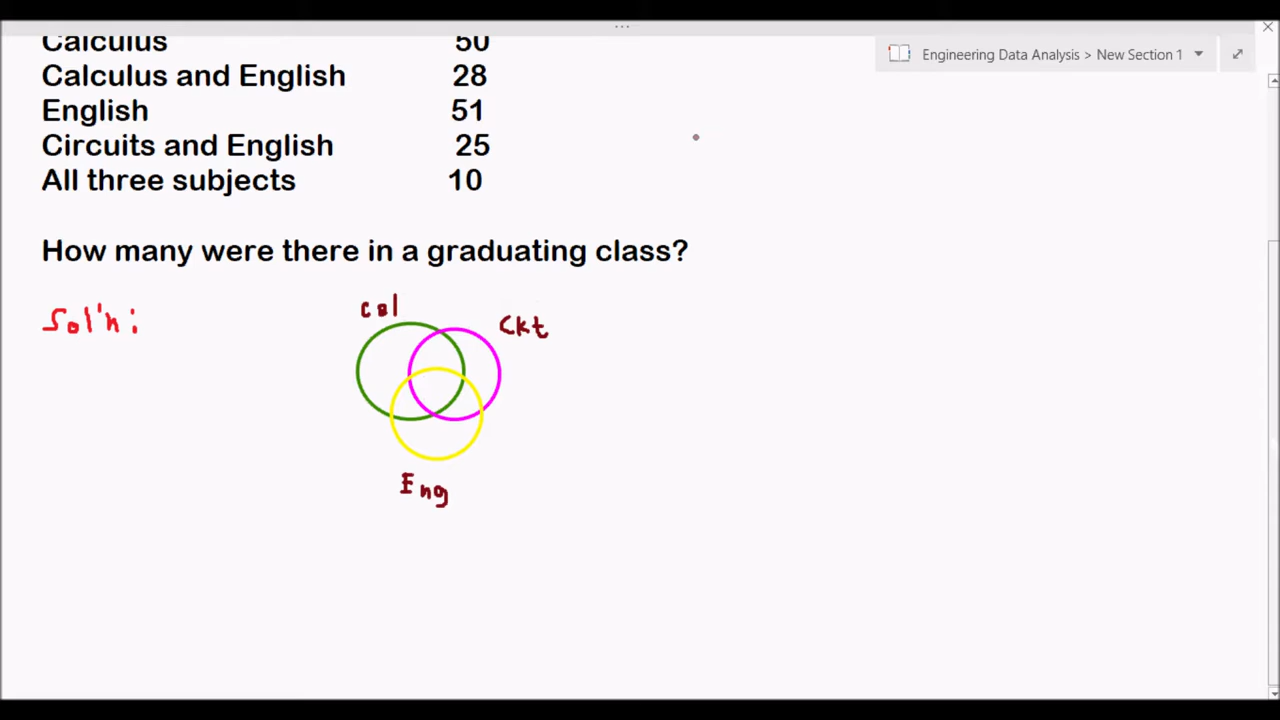 Calculus 50
Engineering Data Analysis > New Section 1
Calculus and English 28
English 51
Circuits and English 25
All three subjects 10
How many were there in a graduating class?
Sol'n:
Cal
Ckt
Eng